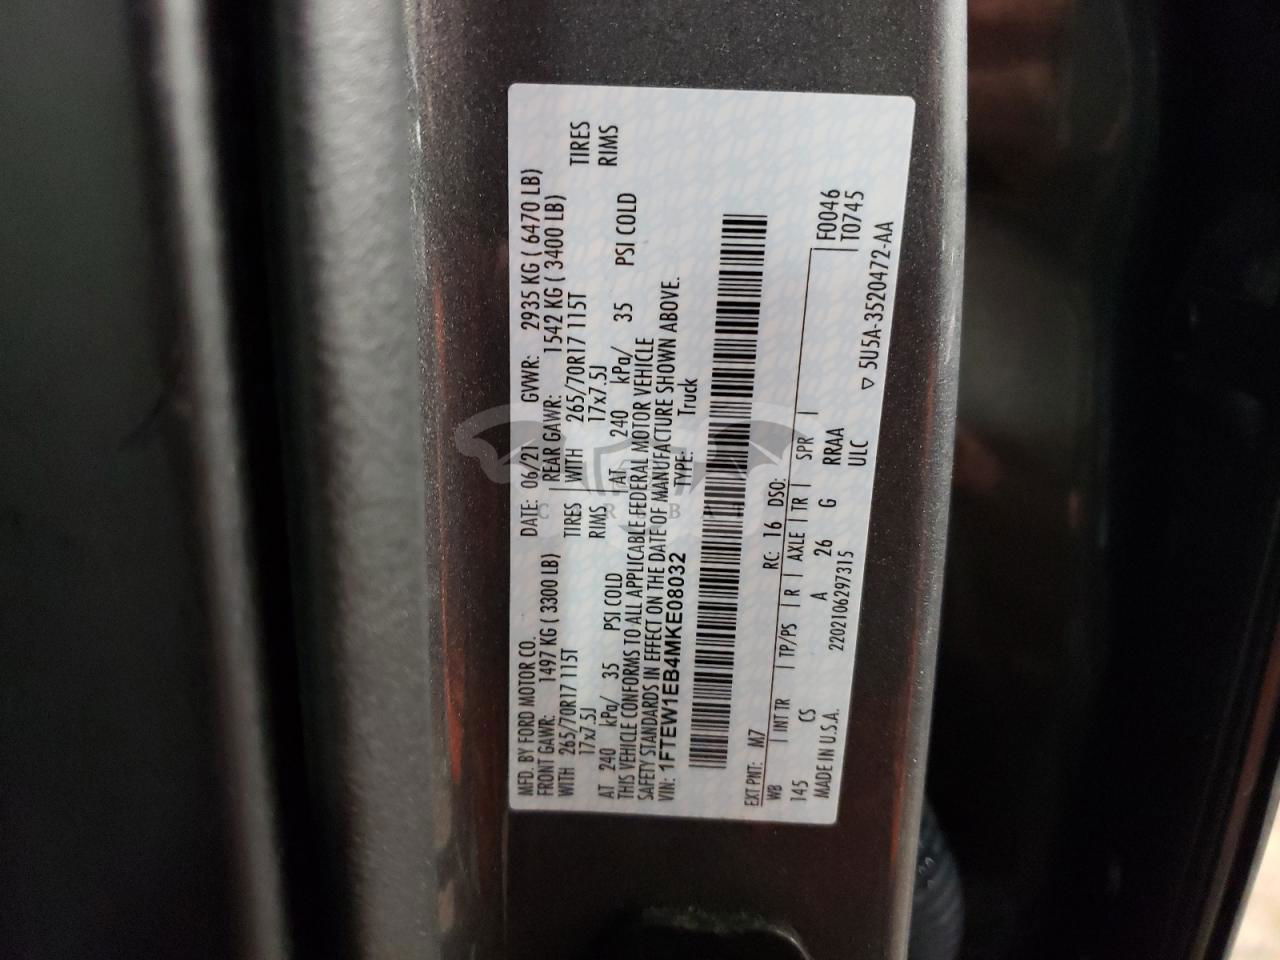 MFD. BY FORD MOTOR CO.
DATE: 06/21 GVWR: 2935 KG ( 6470 LB)
FRONT GAWR: 1497 KG ( 3300 LB)
REAR GAWR: 1542 KG ( 3400 LB)
WITH 265/70R17 115T TIRES
WITH 265/70R17 115T TIRES
17x7.5J RIMS
17x7.5J RIMS
AT 240 kPa/ 35 PSI COLD
AT 240 kPa/ 35 PSI COLD
THIS VEHICLE CONFORMS TO ALL APPLICABLE FEDERAL MOTOR VEHICLE
SAFETY STANDARDS IN EFFECT ON THE DATE OF MANUFACTURE SHOWN ABOVE.
VIN: 1FTEW1EB4MKE08032 TYPE: Truck
EXT PNT: M7 RC: 16 DSO:
WB INT TR TP/PS R AXLE TR SPR F0046
145 CS A 26 G RRAA T0745
MADE IN U.S.A. 2202106297315 ULC
▽ 5U5A-3520472-AA